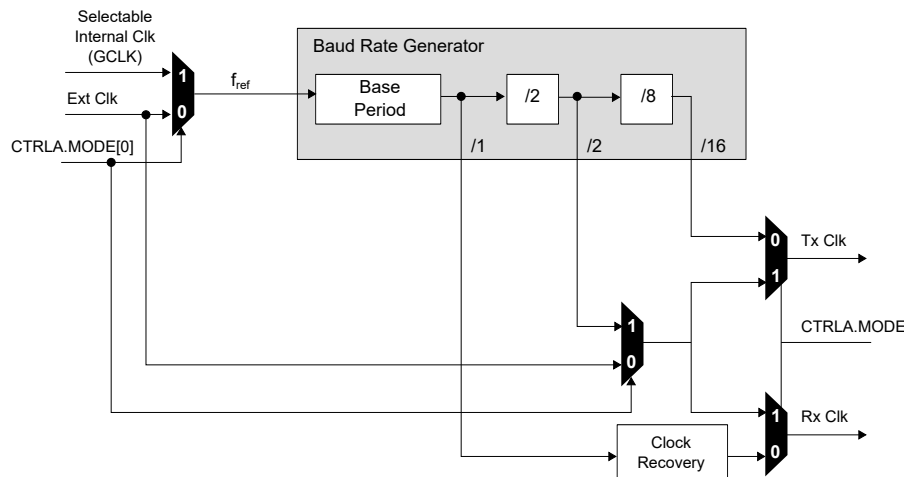 Selectable
Internal Clk
(GCLK)
Baud Rate Generator
1
fref
Base
Period
/2
/8
Ext Clk
0
CTRLA.MODE[0]
/1
/2
/16
0
Tx Clk
1
1
CTRLA.MODE
0
1
Rx Clk
Clock
Recovery
0